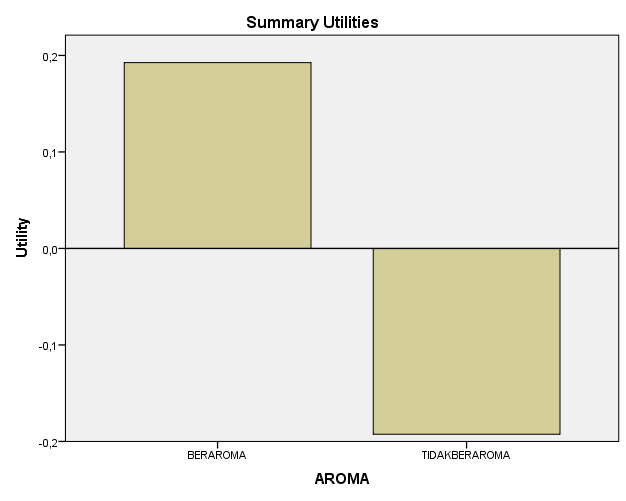 Summary Utilities
0,2
0,1
0,0
-0,1
-0,2
Utility
BERAROMA
TIDAKBERAROMA
AROMA